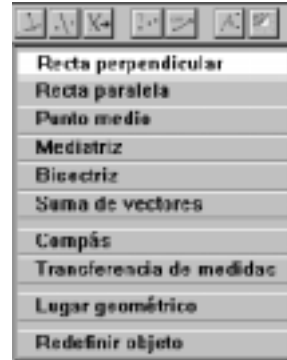 Recta perpendicular
Recta paralela
Punto medio
Mediatriz
Bisectriz
Suma de vectores
Compás
Transferencia de medidas
Lugar geométrico
Redefinir objeto